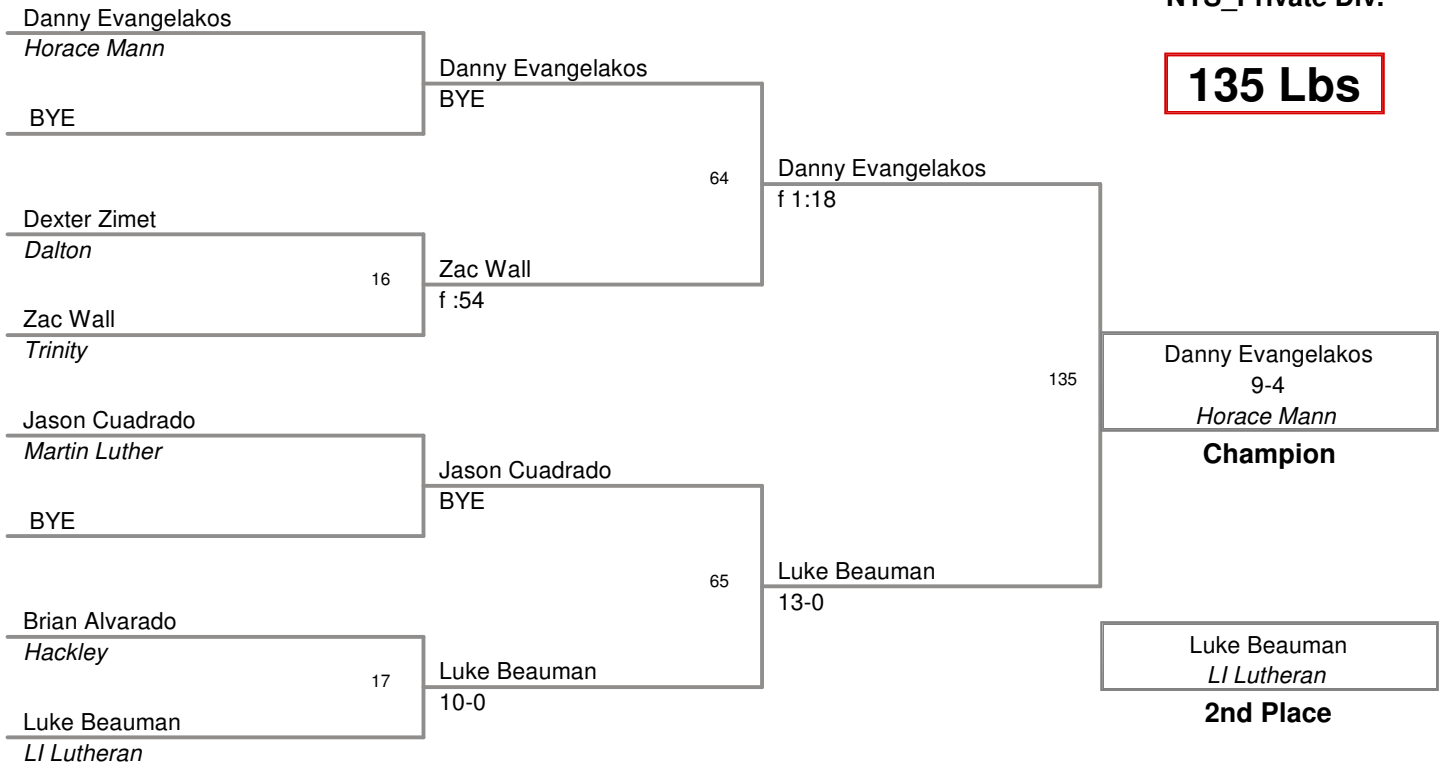 NYS_Private Div.
135 Lbs
Danny Evangelakos
Horace Mann
BYE
Dexter Zimet
Dalton
16
Zac Wall
Trinity
Jason Cuadrado
Martin Luther
BYE
Brian Alvarado
Hackley
17
Luke Beauman
LI Lutheran
Danny Evangelakos
BYE
64
Zac Wall
f :54
Jason Cuadrado
BYE
65
Luke Beauman
10-0
Danny Evangelakos
f 1:18
135
Luke Beauman
13-0
Danny Evangelakos
9-4
Horace Mann
Champion
Luke Beauman
LI Lutheran
2nd Place